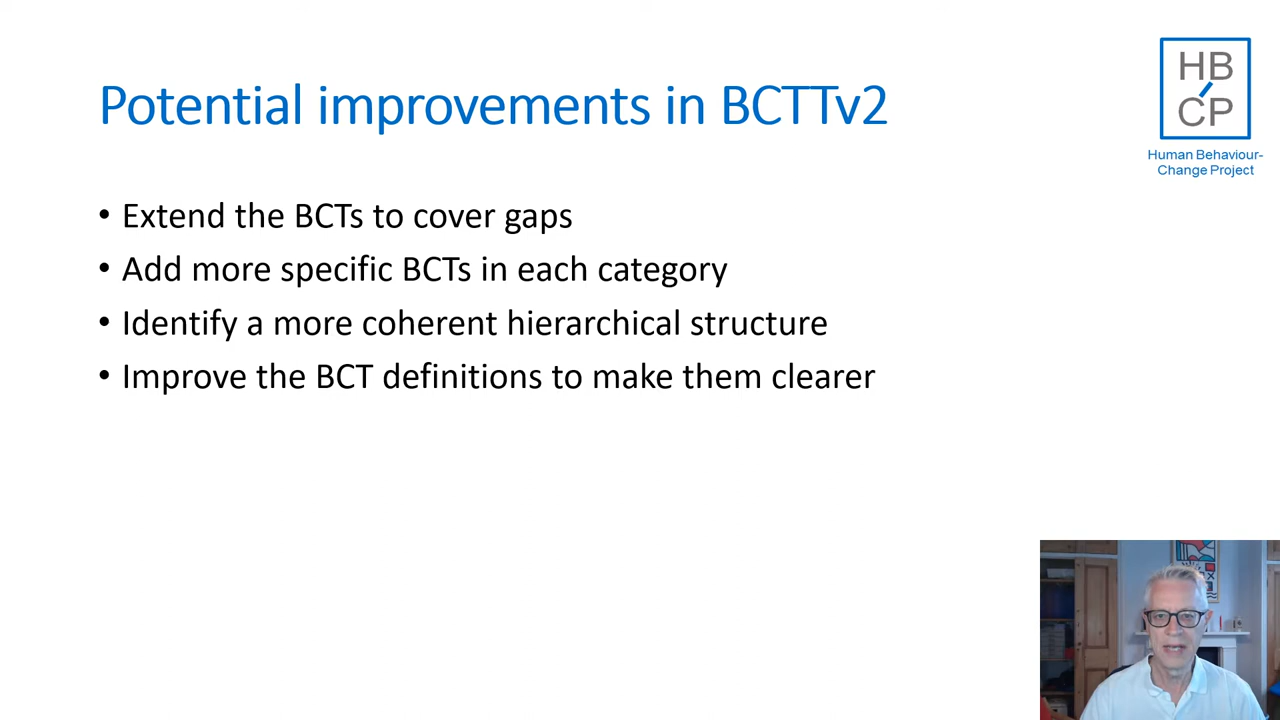 Potential improvements in BCTTv2
HB
CP
Human Behaviour-
Change Project
• Extend the BCTs to cover gaps
• Add more specific BCTs in each category
• Identify a more coherent hierarchical structure
• Improve the BCT definitions to make them clearer